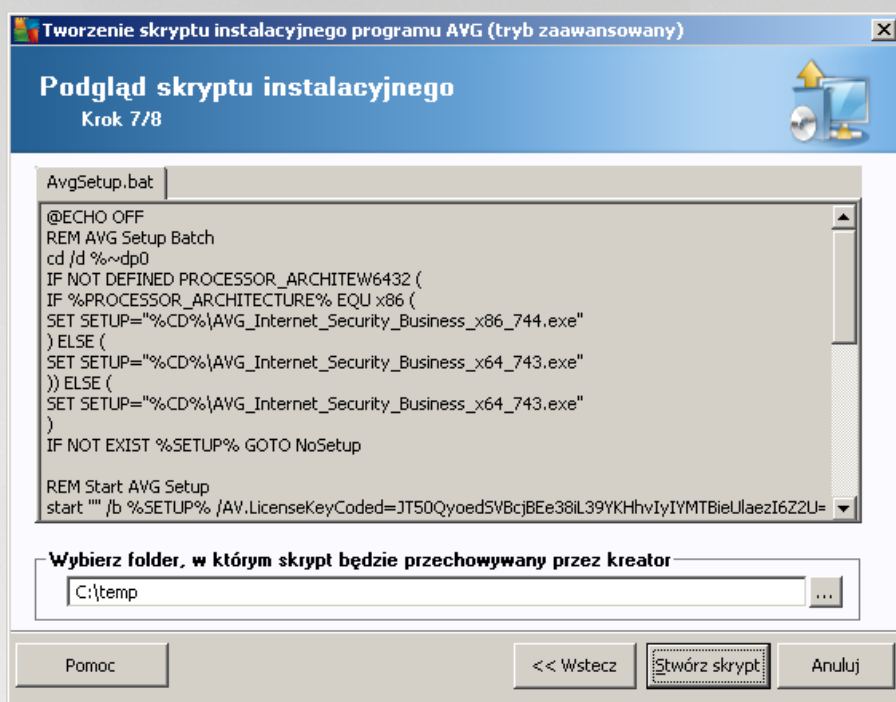 Tworzenie skryptu instalacyjnego programu AVG (tryb zaawansowany)
Podgląd skryptu instalacyjnego
Krok 7/8
AvgSetup.bat
@ECHO OFF
REM AVG Setup Batch
cd /d %~dp0
IF NOT DEFINED PROCESSOR_ARCHITEW6432 (
IF %PROCESSOR_ARCHITECTURE% EQU x86 (
SET SETUP="%CD%\AVG_Internet_Security_Business_x86_744.exe"
) ELSE (
SET SETUP="%CD%\AVG_Internet_Security_Business_x64_743.exe"
)) ELSE (
SET SETUP="%CD%\AVG_Internet_Security_Business_x64_743.exe"
)
IF NOT EXIST %SETUP% GOTO NoSetup
REM Start AVG Setup
start "" /b %SETUP% /AV.LicenseKeyCoded=JT50QyoedSVBcjBEe38iL39YKHhvIyIYMTBieUlaezI6Z2U=
Wybierz folder, w którym skrypt będzie przechowywany przez kreator
C:\temp
...
Pomoc
<< Wstecz
Stwórz skrypt
Anuluj